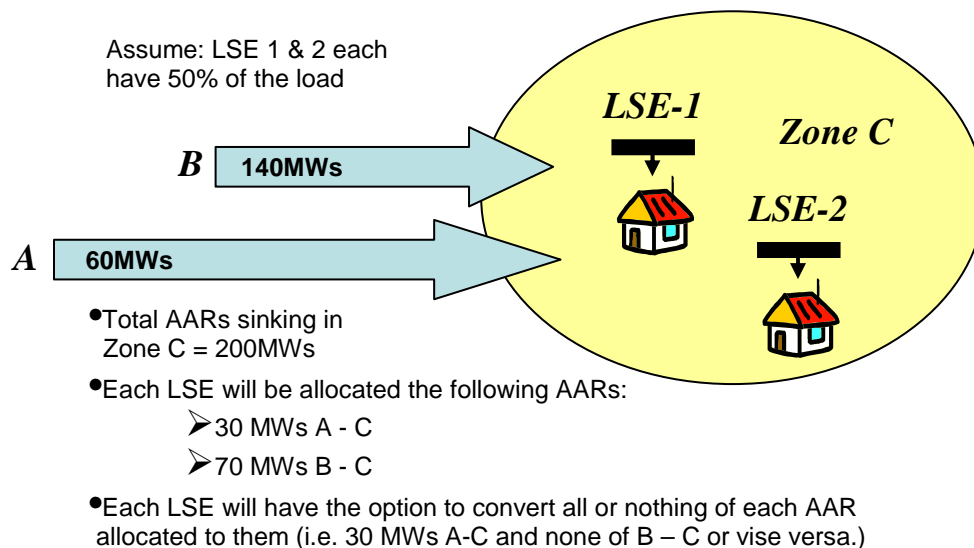 Assume: LSE 1 & 2 each
have 50% of the load
LSE-1
Zone C
B
140MWs
LSE-2
A
60MWs
•Total AARs sinking in
Zone C = 200MWs
•Each LSE will be allocated the following AARs:
➢30 MWs A - C
➢70 MWs B - C
•Each LSE will have the option to convert all or nothing of each AAR
allocated to them (i.e. 30 MWs A-C and none of B – C or vise versa.)